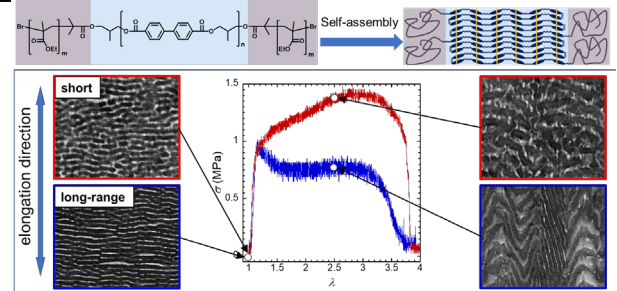 Br
OEt
m
O
O
O
O
O
n
O
O
O
OEt
m
Br
Self-assembly
elongation direction
short
long-range
σ (MPa)
1.5
1
0.5
0
1
1.5
2
2.5
3
3.5
4
λ